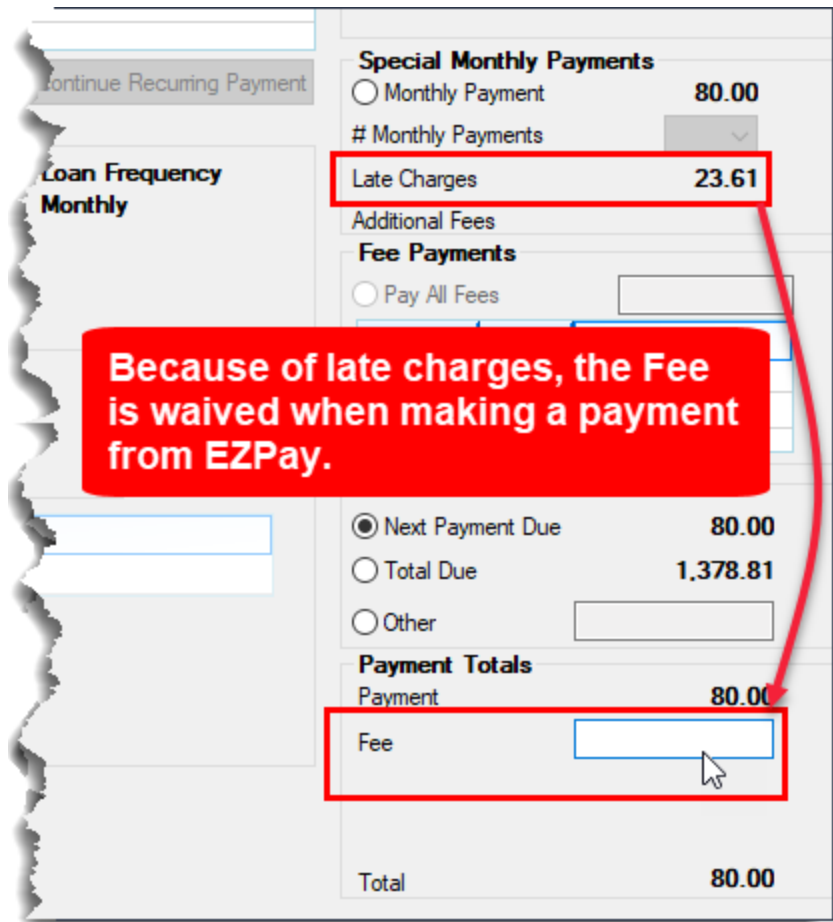 ontinue Recurring Payment
Loan Frequency
Monthly
Special Monthly Payments
Monthly Payment 80.00
# Monthly Payments
Late Charges 23.61
Additional Fees
Fee Payments
Pay All Fees
Because of late charges, the Fee
is waived when making a payment
from EZPay.
Next Payment Due 80.00
Total Due 1,378.81
Other
Payment Totals
Payment 80.00
Fee
Total 80.00